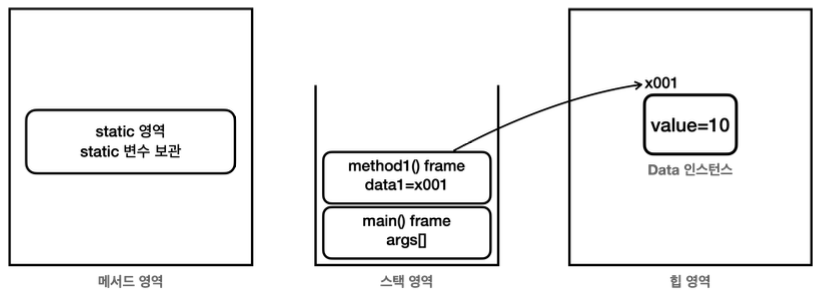 static 영역
static 변수 보관
메서드 영역
method1() frame
data1=x001
main() frame
args[]
스택 영역
x001
value=10
Data 인스턴스
힙 영역